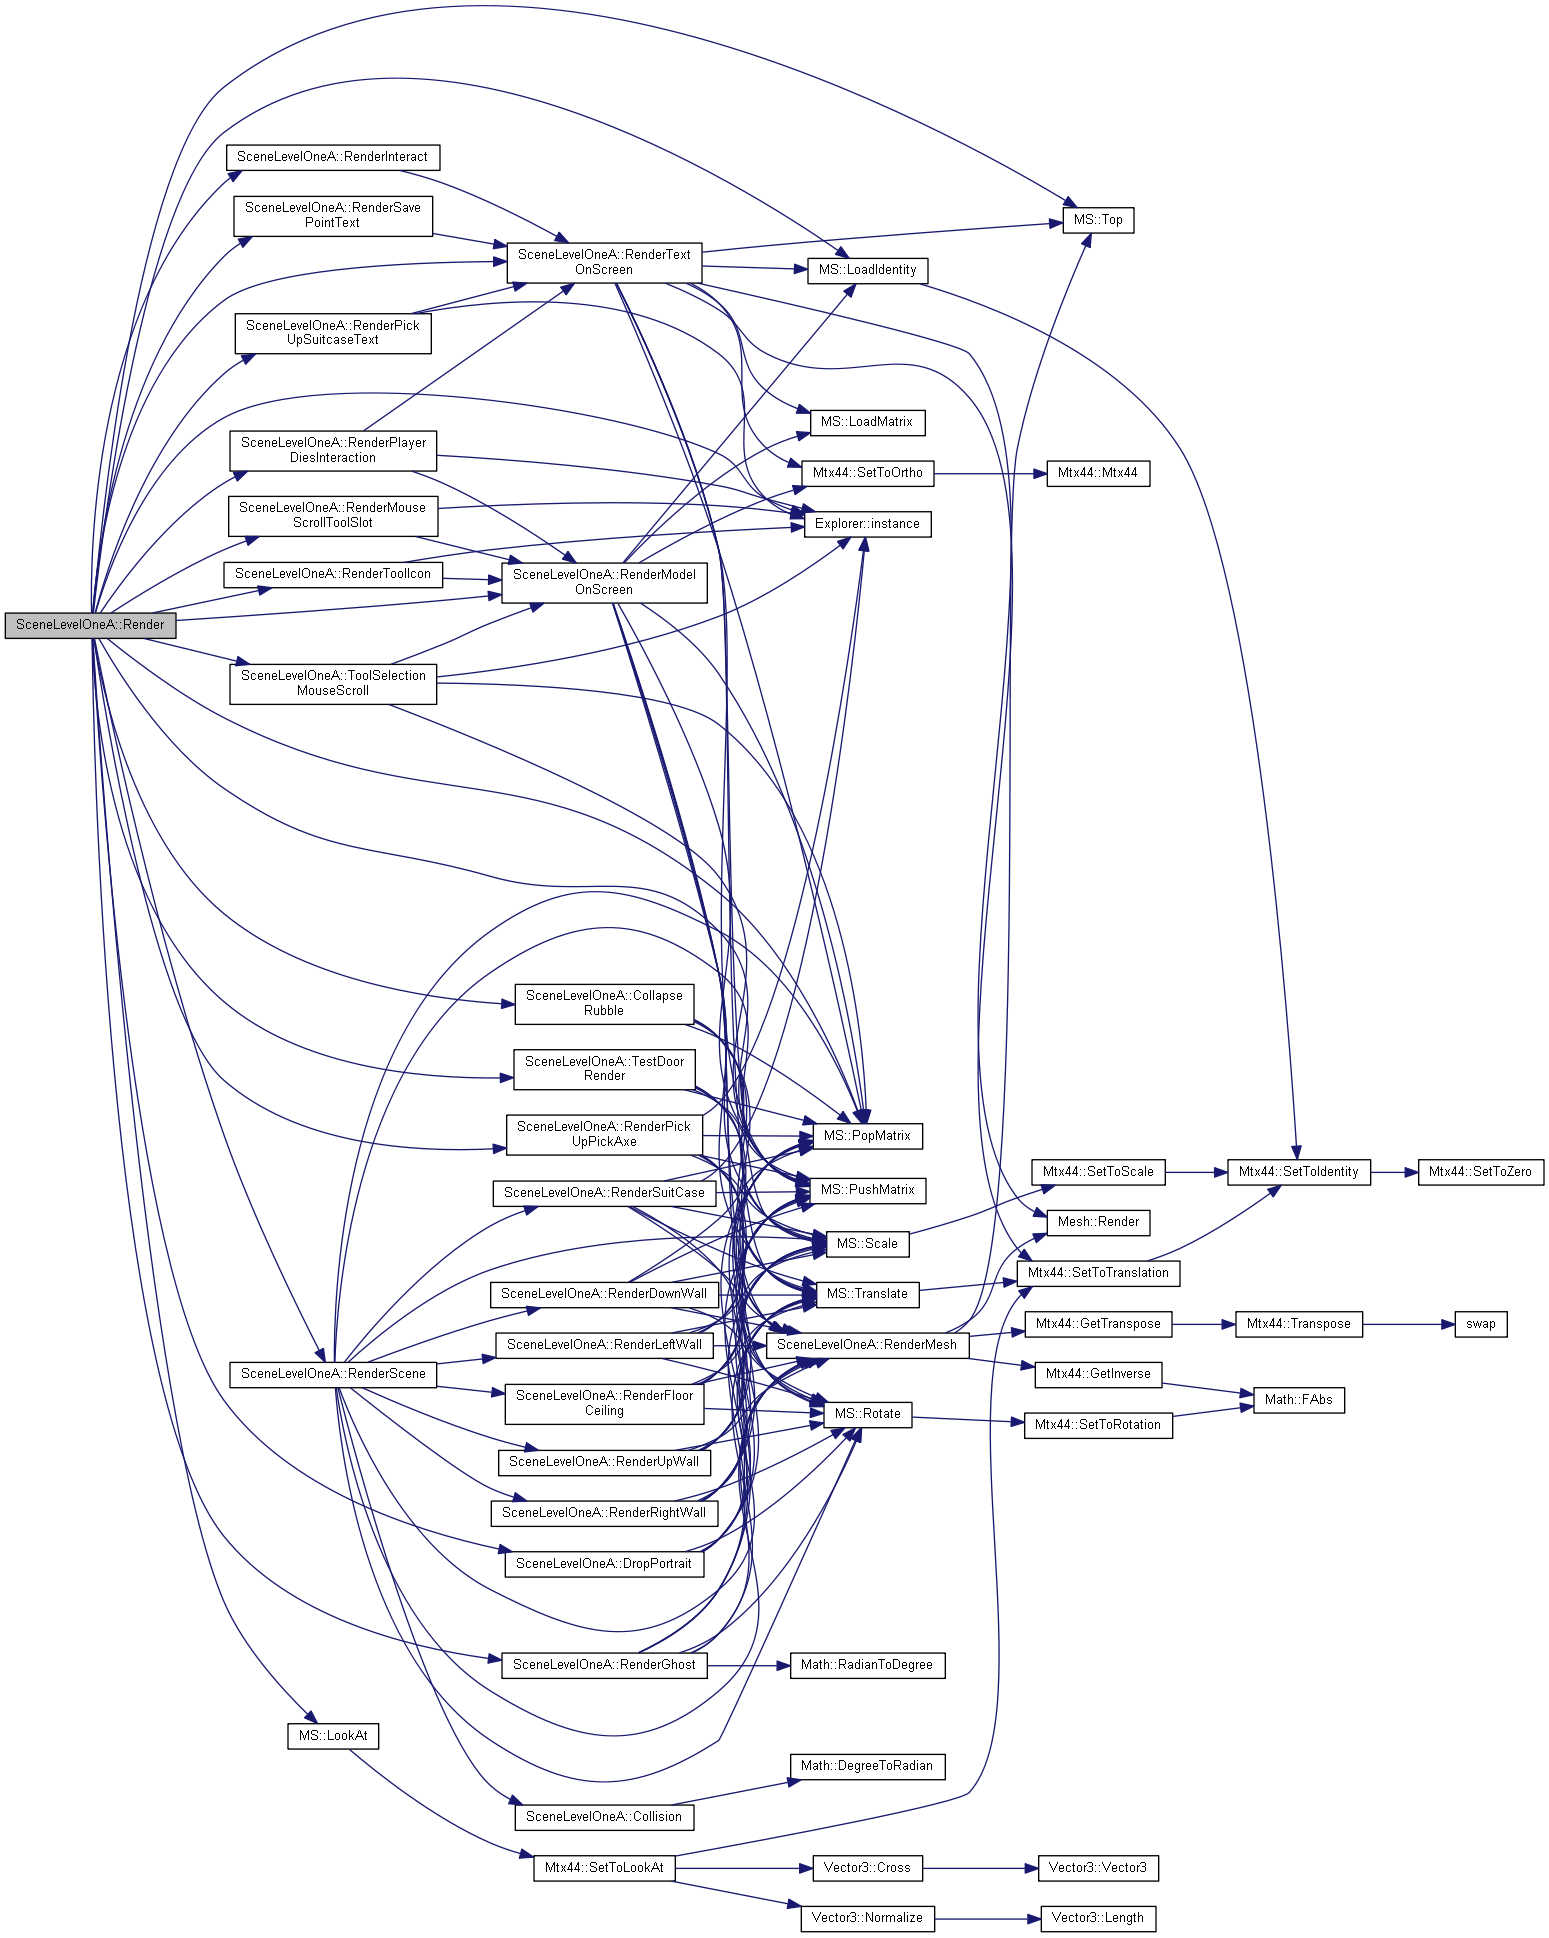 SceneLevelOneA::RenderInteract
SceneLevelOneA::RenderSave
PointText
MS::Top
SceneLevelOneA::RenderText
OnScreen
MS::LoadIdentity
SceneLevelOneA::RenderPick
UpSuitcaseText
MS::LoadMatrix
SceneLevelOneA::RenderPlayer
DiesInteraction
Mtx44::SetToOrtho
Mtx44::Mtx44
SceneLevelOneA::RenderMouse
ScrollToolSlot
Explorer::instance
SceneLevelOneA::RenderToolIcon
SceneLevelOneA::RenderModel
OnScreen
SceneLevelOneA::Render
SceneLevelOneA::ToolSelection
MouseScroll
SceneLevelOneA::Collapse
Rubble
SceneLevelOneA::TestDoor
Render
SceneLevelOneA::RenderPick
UpPickAxe
MS::PopMatrix
Mtx44::SetToScale
Mtx44::SetToIdentity
Mtx44::SetToZero
SceneLevelOneA::RenderSuitCase
MS::PushMatrix
Mesh::Render
MS::Scale
Mtx44::SetToTranslation
SceneLevelOneA::RenderDownWall
MS::Translate
Mtx44::GetTranspose
Mtx44::Transpose
swap
SceneLevelOneA::RenderLeftWall
SceneLevelOneA::RenderMesh
SceneLevelOneA::RenderScene
Mtx44::GetInverse
SceneLevelOneA::RenderFloor
Ceiling
Math::FAbs
MS::Rotate
Mtx44::SetToRotation
SceneLevelOneA::RenderUpWall
SceneLevelOneA::RenderRightWall
SceneLevelOneA::DropPortrait
SceneLevelOneA::RenderGhost
Math::RadianToDegree
MS::LookAt
Math::DegreeToRadian
SceneLevelOneA::Collision
Mtx44::SetToLookAt
Vector3::Cross
Vector3::Vector3
Vector3::Normalize
Vector3::Length